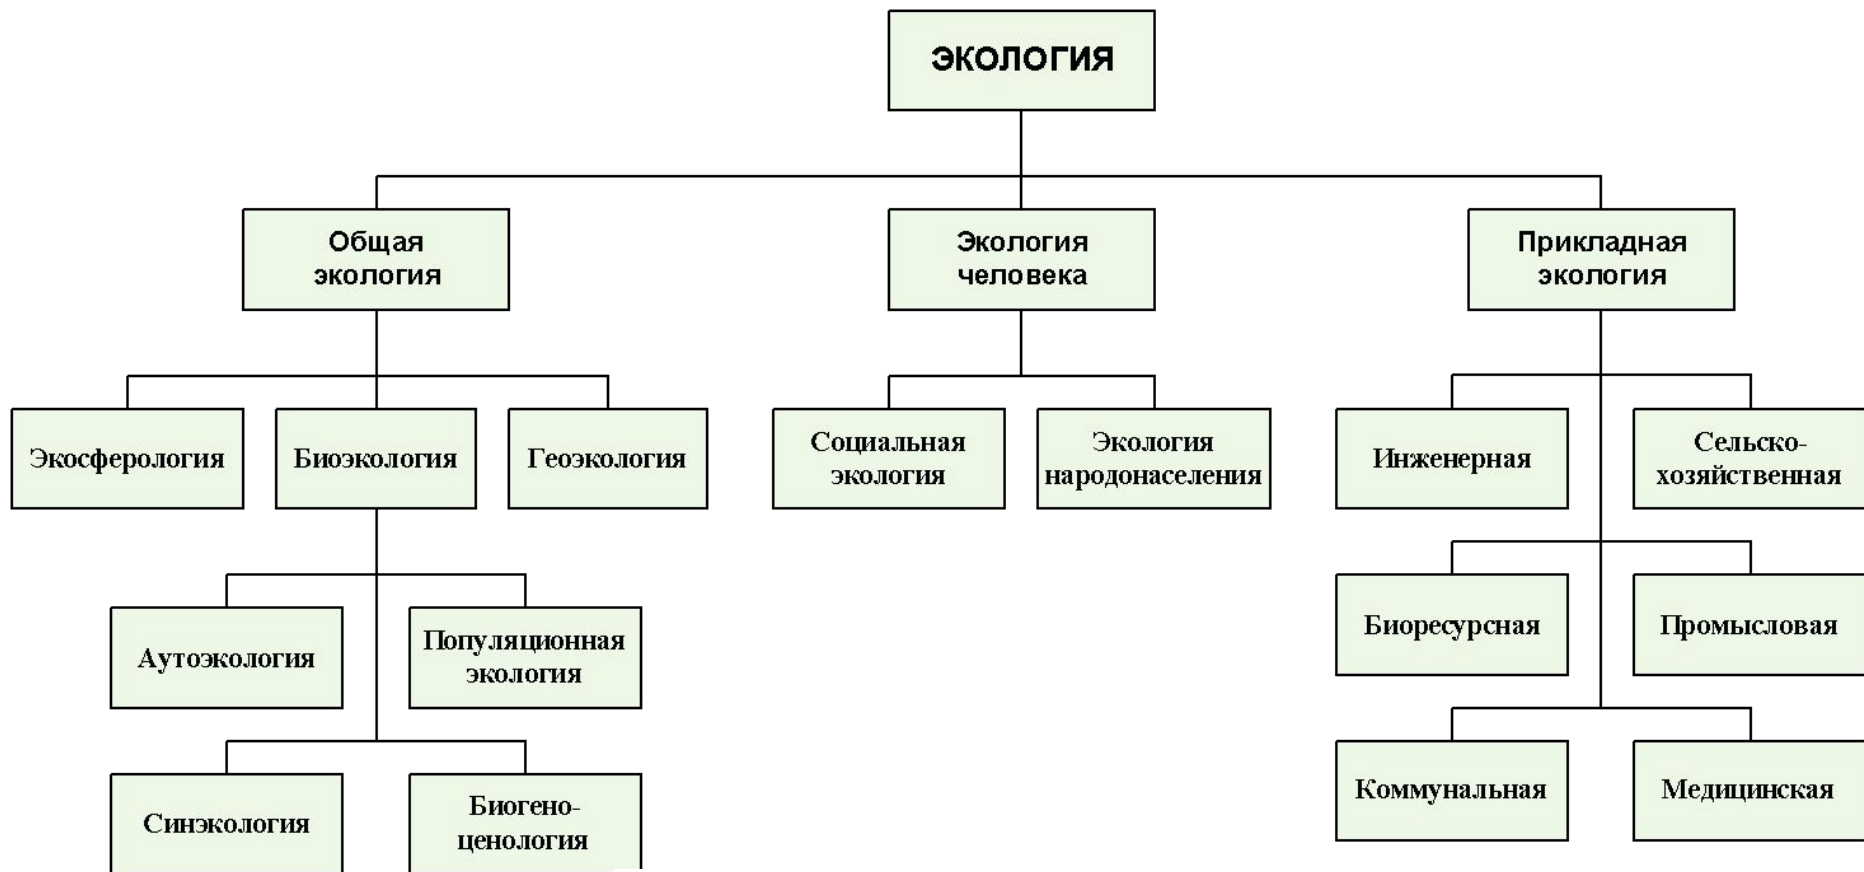 ЭКОЛОГИЯ
Общая
экология
Экология
человека
Прикладная
экология
Экосферология
Биоэкология
Геоэкология
Социальная
экология
Экология
народонаселения
Инженерная
Сельско-
хозяйственная
Аутоэкология
Популяционная
экология
Биоресурсная
Промысловая
Синэкология
Биогено-
ценология
Коммунальная
Медицинская